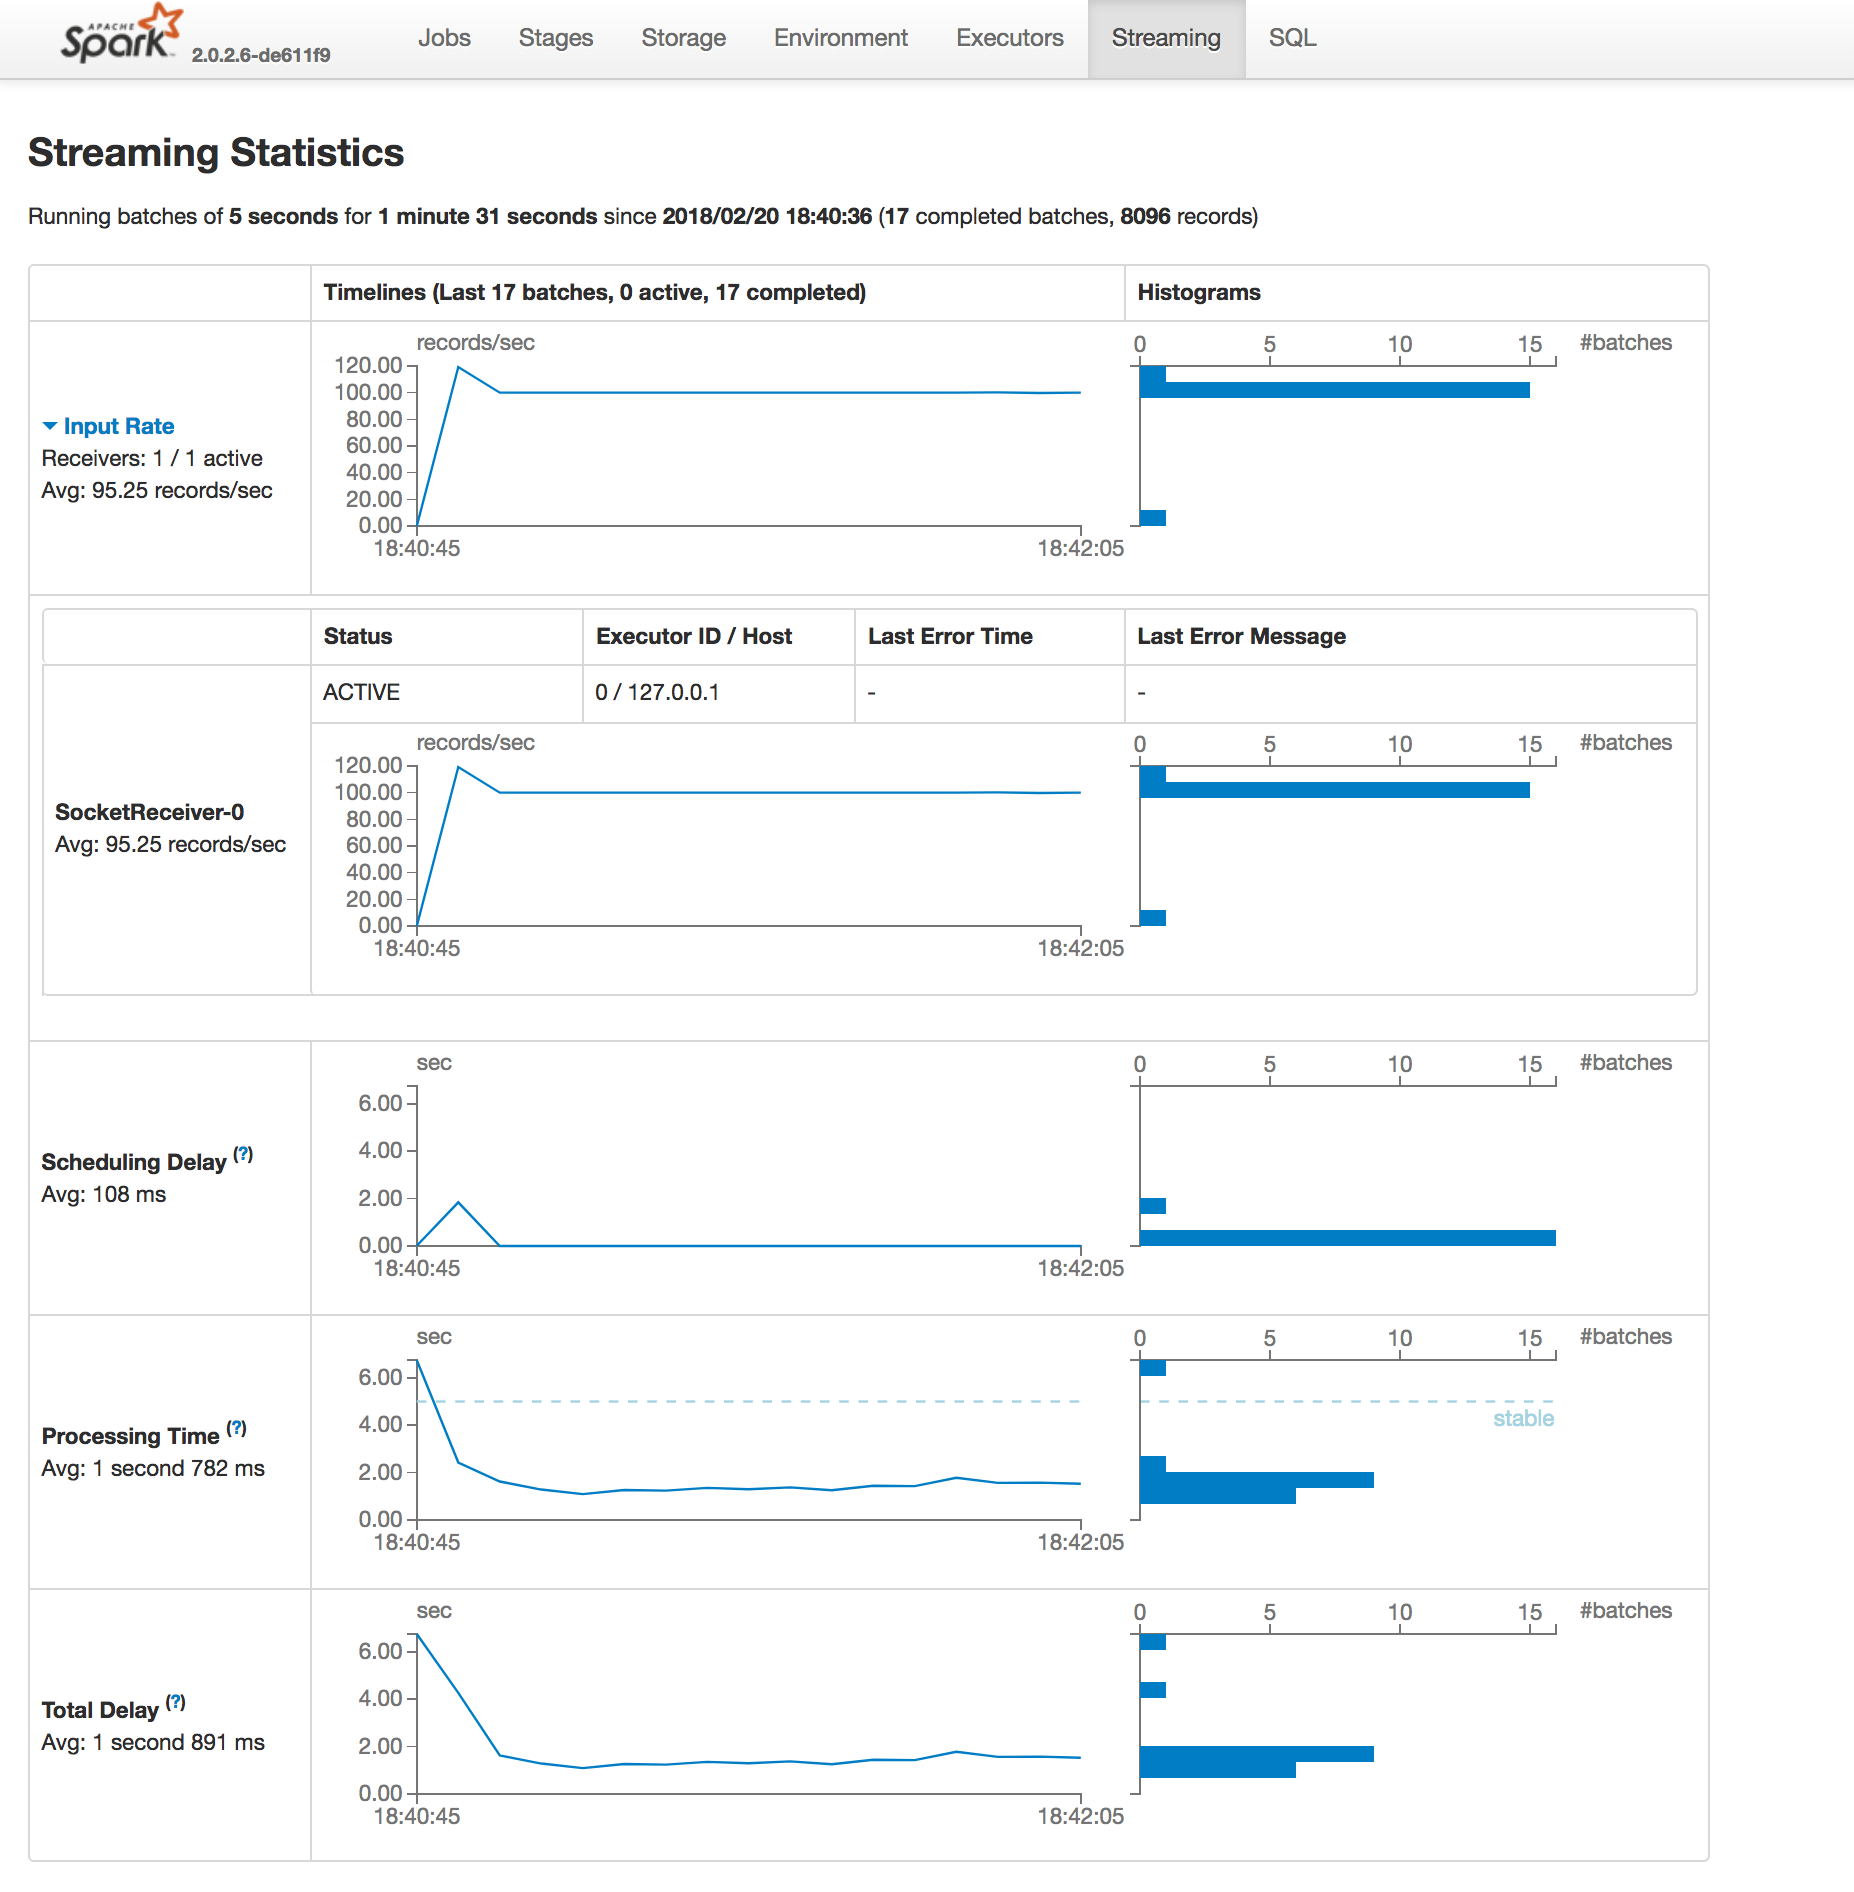 APACHE
Spark 2.0.2.6-de611f9 Jobs Stages Storage Environment Executors Streaming SQL
Streaming Statistics
Running batches of 5 seconds for 1 minute 31 seconds since 2018/02/20 18:40:36 (17 completed batches, 8096 records)
Timelines (Last 17 batches, 0 active, 17 completed) Histograms
Input Rate
Receivers: 1 / 1 active
Avg: 95.25 records/sec
records/sec
120.00
100.00
80.00
60.00
40.00
20.00
0.00
18:40:45 18:42:05
0 5 10 15 #batches
Status Executor ID / Host Last Error Time Last Error Message
ACTIVE 0 / 127.0.0.1 - -
SocketReceiver-0
Avg: 95.25 records/sec
records/sec
120.00
100.00
80.00
60.00
40.00
20.00
0.00
18:40:45 18:42:05
0 5 10 15 #batches
Scheduling Delay (?)
Avg: 108 ms
sec
6.00
4.00
2.00
0.00
18:40:45 18:42:05
0 5 10 15 #batches
Processing Time (?)
Avg: 1 second 782 ms
sec
6.00
4.00
2.00
0.00
18:40:45 18:42:05
0 5 10 15 #batches
stable
Total Delay (?)
Avg: 1 second 891 ms
sec
6.00
4.00
2.00
0.00
18:40:45 18:42:05
0 5 10 15 #batches